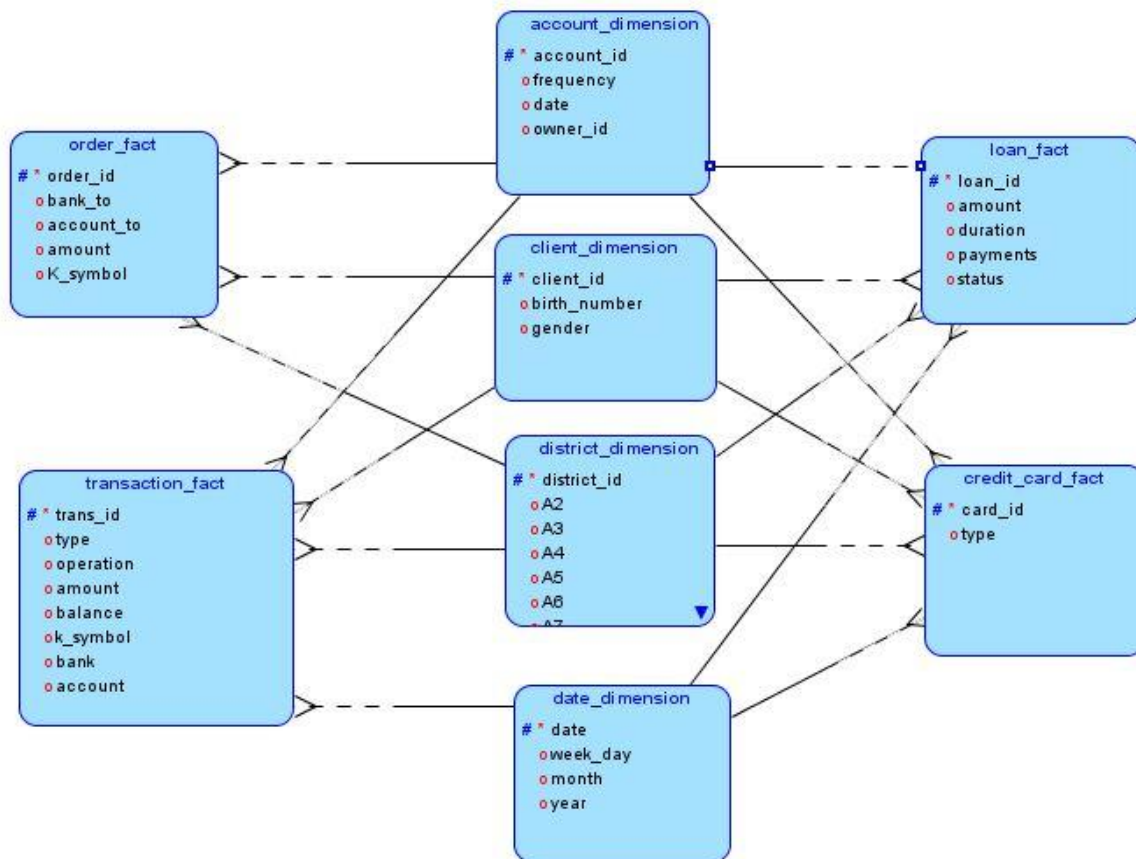 account_dimension
# * account_id
o frequency
o date
o owner_id
order_fact
# * order_id
o bank_to
o account_to
o amount
o K_symbol
loan_fact
# * loan_id
o amount
o duration
o payments
o status
client_dimension
# * client_id
o birth_number
o gender
district_dimension
# * district_id
o A2
o A3
o A4
o A5
o A6
o A7
transaction_fact
# * trans_id
o type
o operation
o amount
o balance
o k_symbol
o bank
o account
credit_card_fact
# * card_id
o type
date_dimension
# * date
o week_day
o month
o year